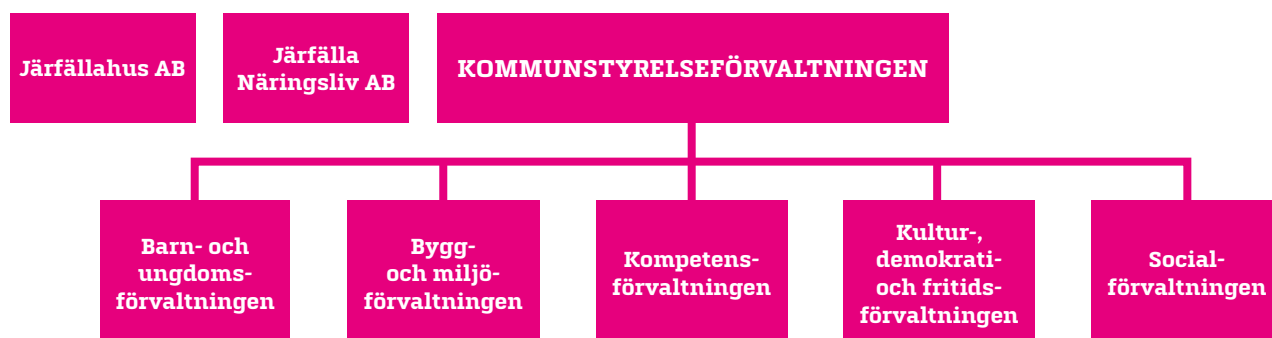 Järfällahus AB
Järfälla
Näringsliv AB
KOMMUNSTYRELSEFÖRVALTNINGEN
Barn- och
ungdoms-
förvaltningen
Bygg-
och miljö-
förvaltningen
Kompetens-
förvaltningen
Kultur-,
demokrati-
och fritids-
förvaltningen
Social-
förvaltningen